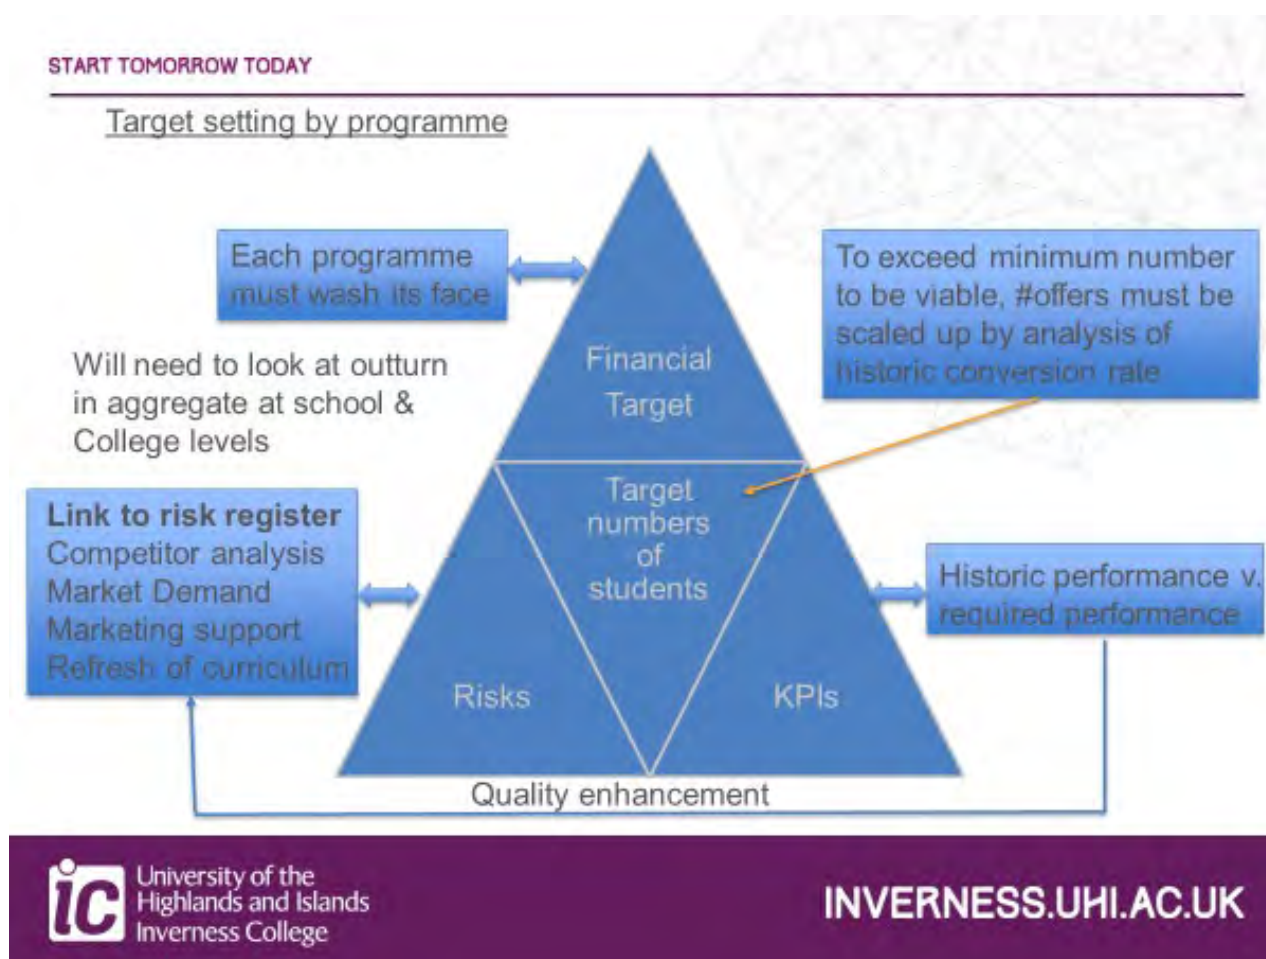 START TOMORROW TODAY
Target setting by programme
Each programme
must wash its face
To exceed minimum number
to be viable, #offers must be
scaled up by analysis of
historic conversion rate
Will need to look at outturn
in aggregate at school &
College levels
Financial
Target
Target
numbers
of
students
Link to risk register
Competitor analysis
Market Demand
Marketing support
Refresh of curriculum
Historic performance v.
required performance
Risks
KPIs
Quality enhancement
ic
University of the
Highlands and Islands
Inverness College
INVERNESS.UHI.AC.UK